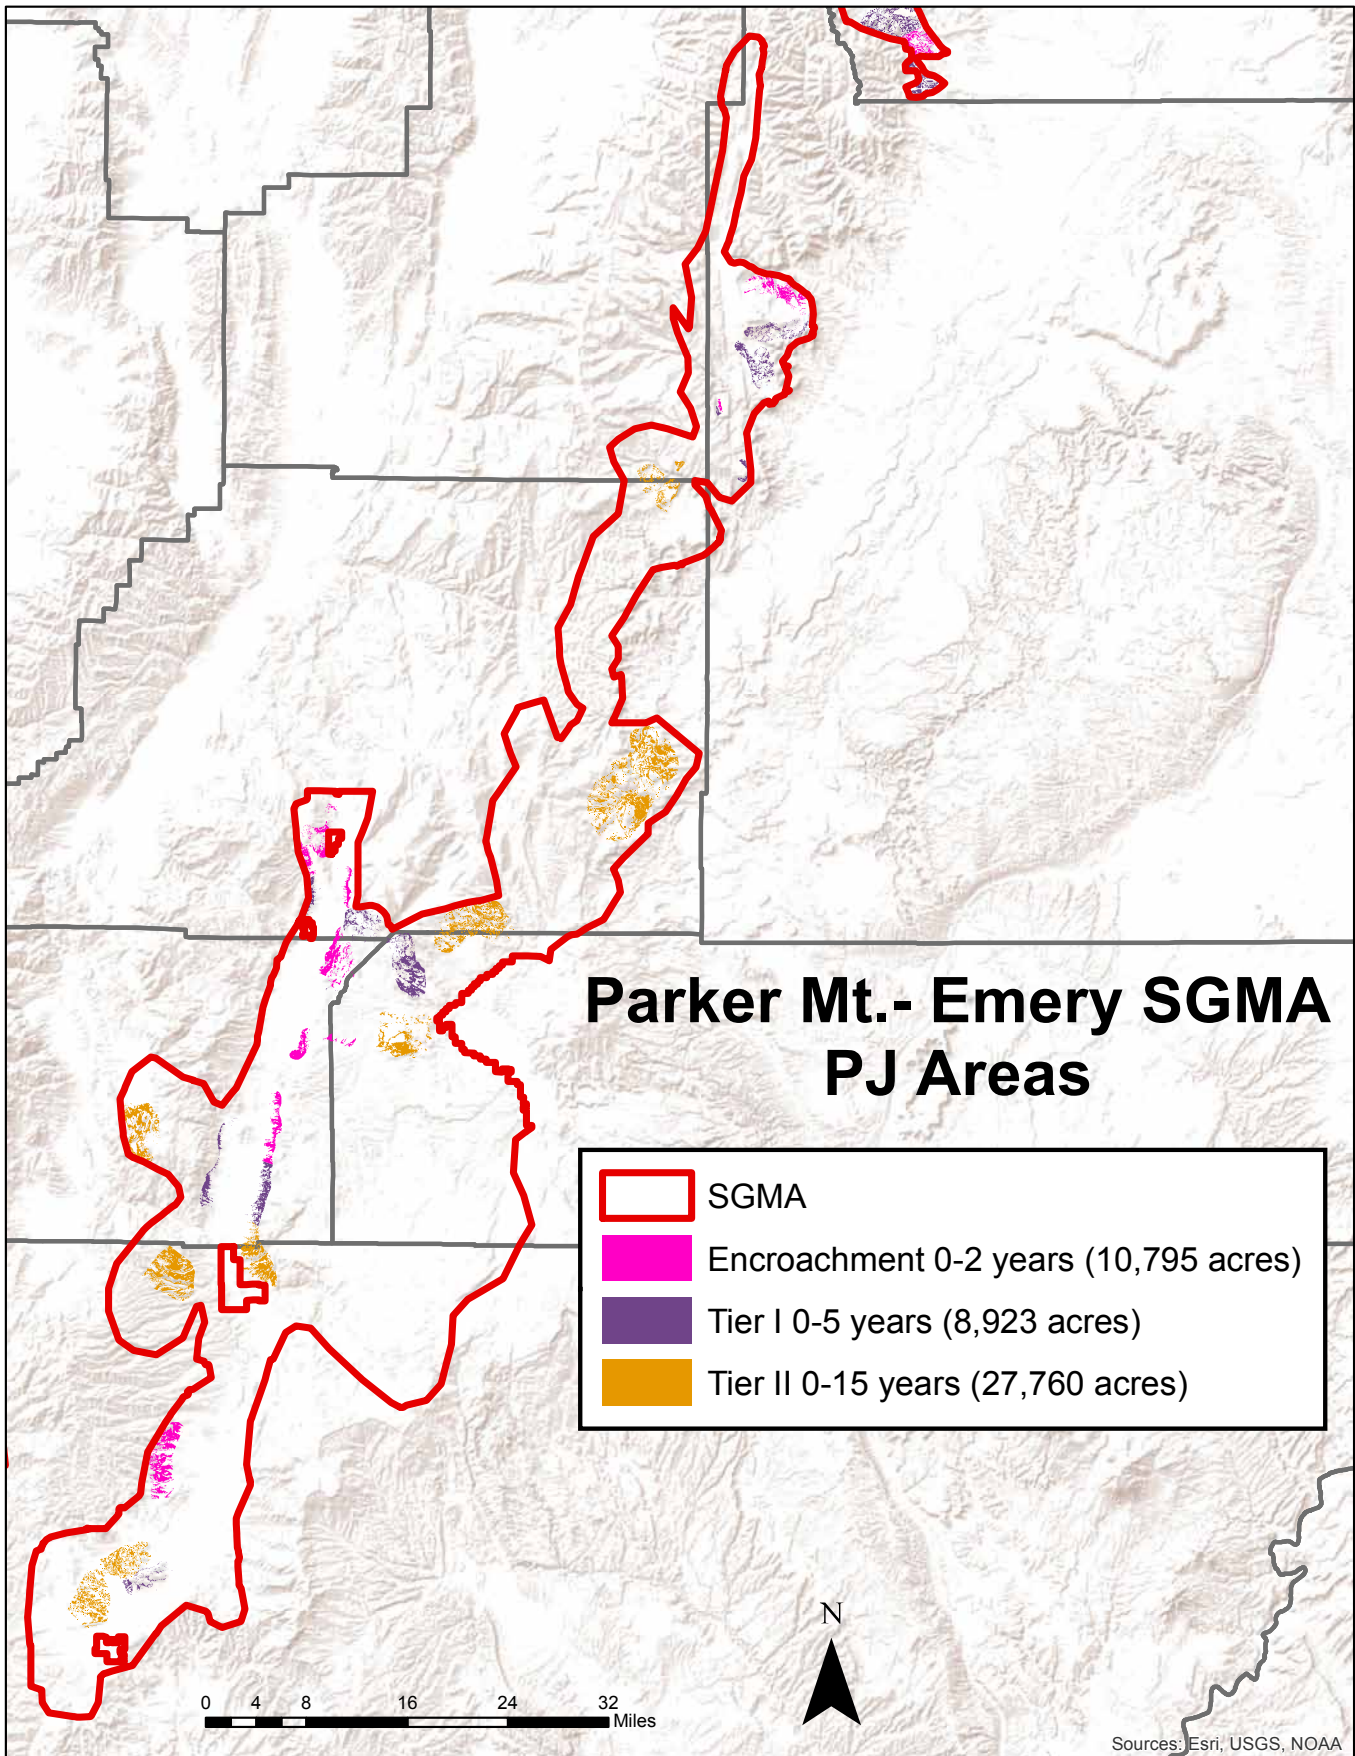 Parker Mt.- Emery SGMA
PJ Areas
SGMA
Encroachment 0-2 years (10,795 acres)
Tier I 0-5 years (8,923 acres)
Tier II 0-15 years (27,760 acres)
N
0 4 8 16 24 32
Miles
Sources: Esri, USGS, NOAA